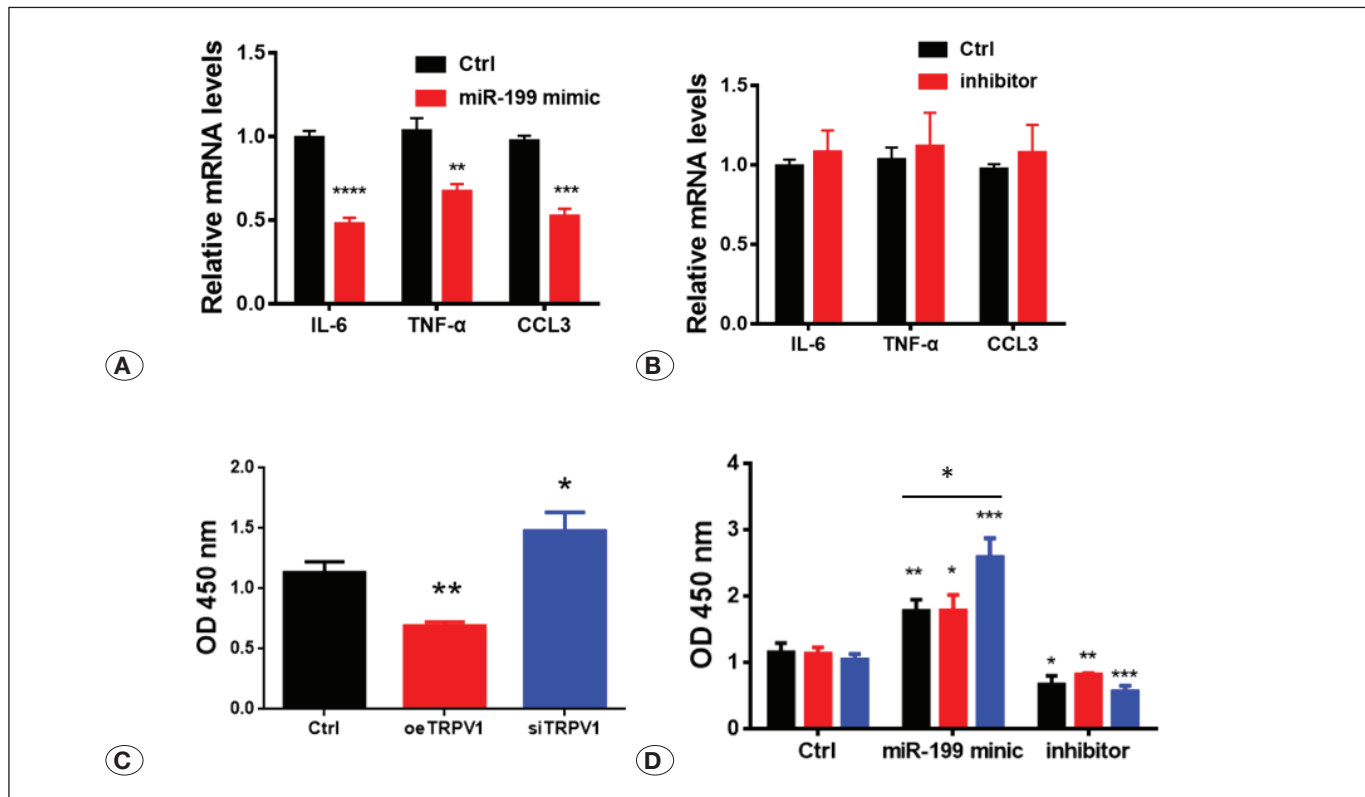 Relative mRNA levels
1.5
1.0
0.5
0.0
Ctrl
miR-199 mimic
****
**
***
IL-6
TNF-α
CCL3
A
Relative mRNA levels
1.5
1.0
0.5
0.0
Ctrl
inhibitor
IL-6
TNF-α
CCL3
B
OD 450 nm
2.0
1.5
1.0
0.5
0.0
**
*
Ctrl
oeTRPV1
siTRPV1
C
OD 450 nm
4
3
2
1
0
*
**
*
***
*
**
***
Ctrl
miR-199 minic
inhibitor
D